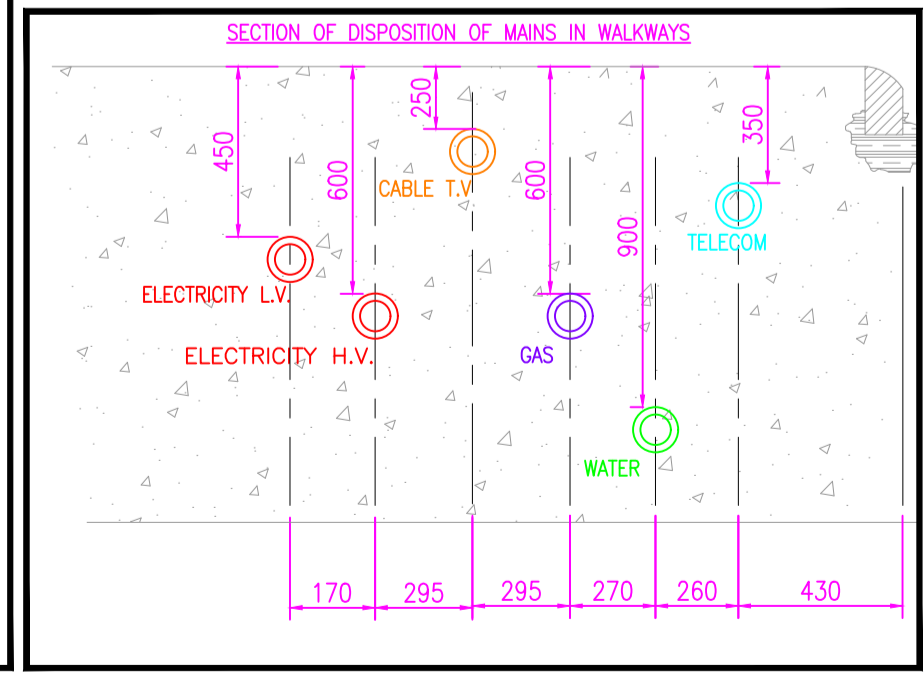 SECTION OF DISPOSITION OF MAINS IN WALKWAYS
450
600
250
600
900
350
CABLE T.V
TELECOM
ELECTRICITY L.V.
ELECTRICITY H.V.
GAS
WATER
170
295
295
270
260
430